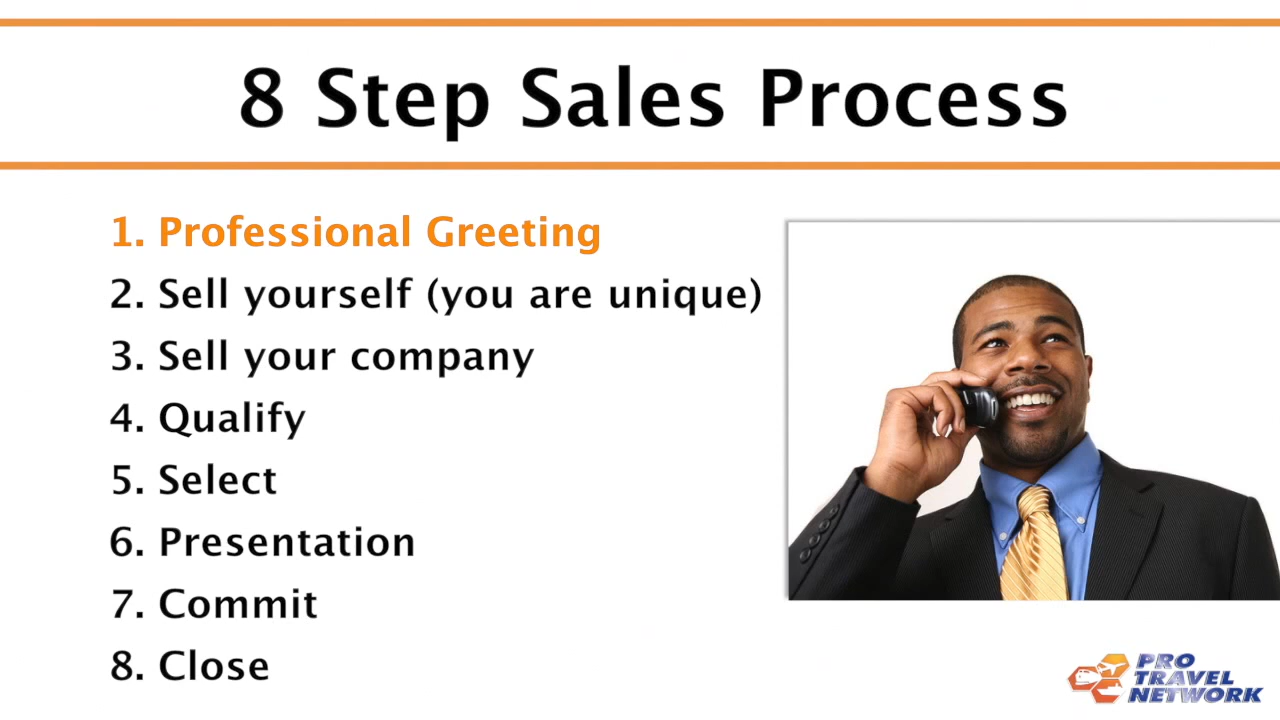 8 Step Sales Process
1. Professional Greeting
2. Sell yourself (you are unique)
3. Sell your company
4. Qualify
5. Select
6. Presentation
7. Commit
8. Close
PRO
TRAVEL
NETWORK